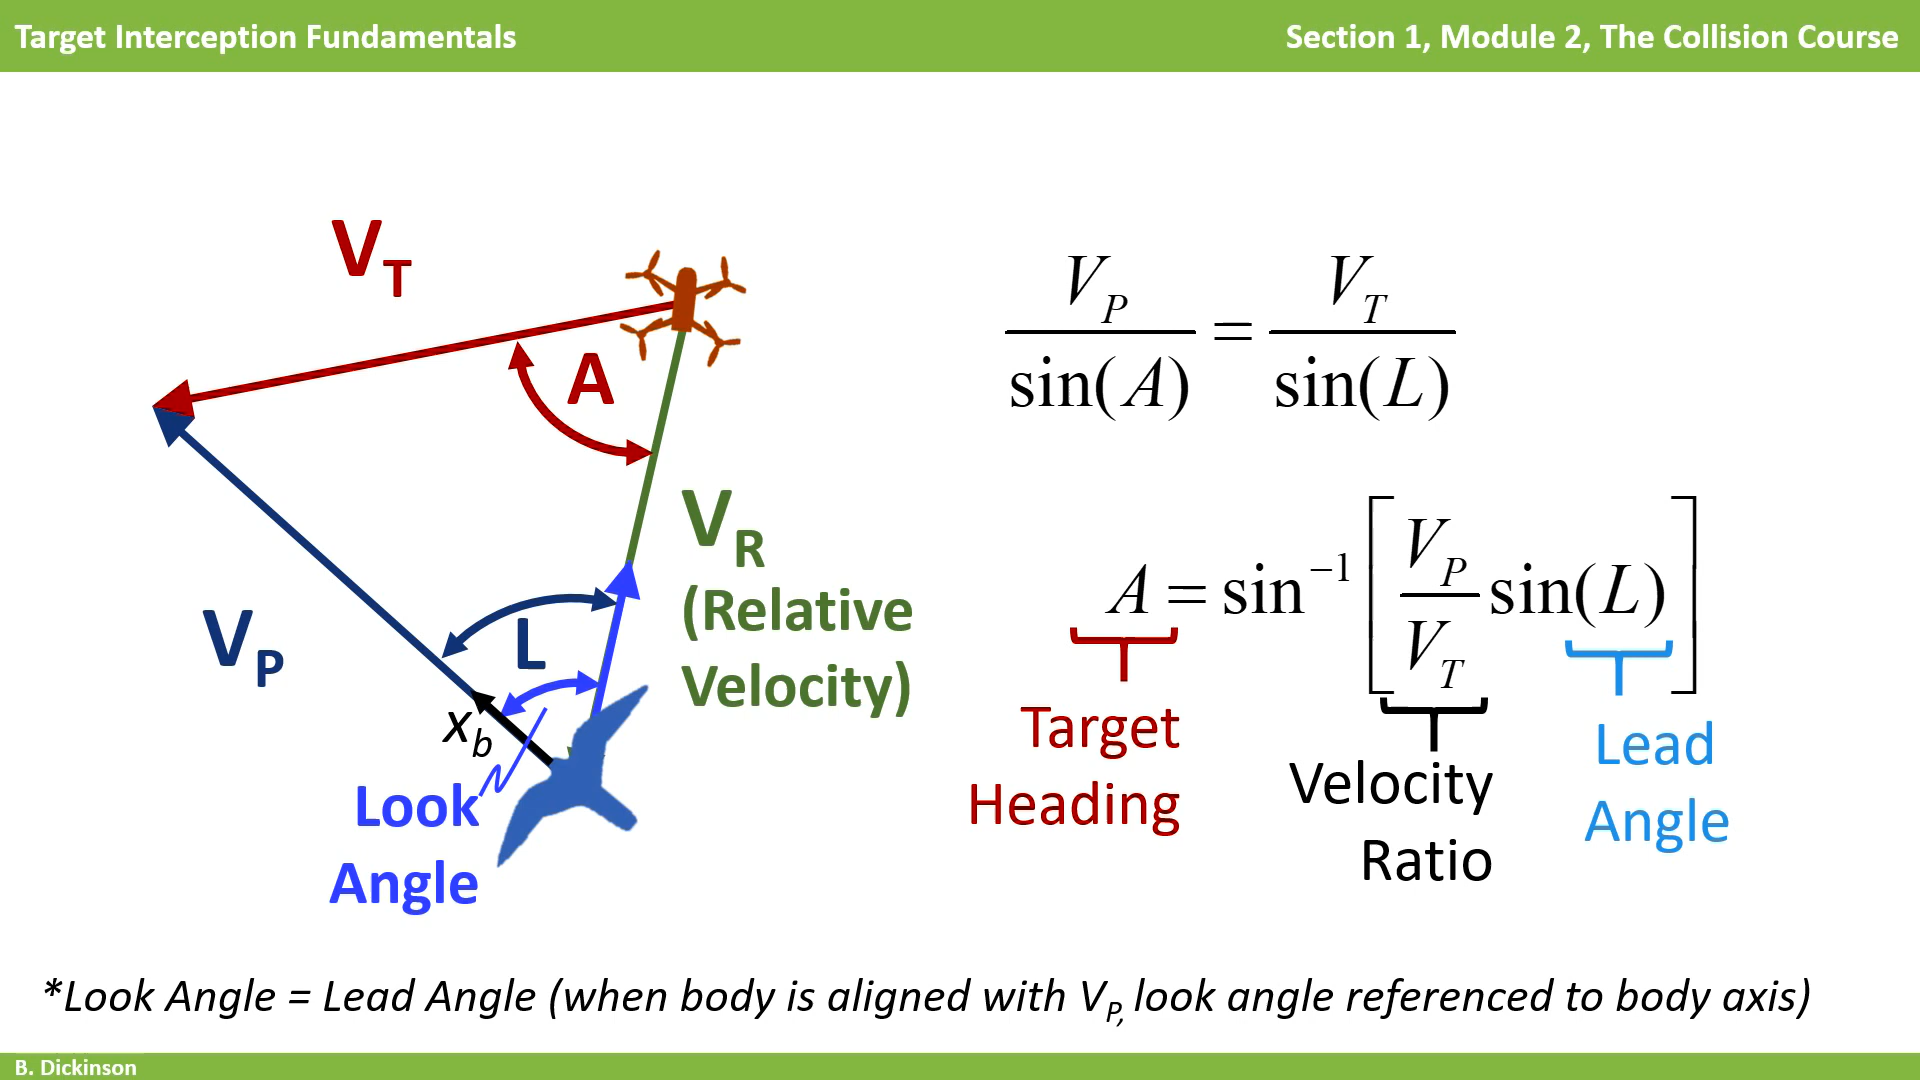 Target Interception Fundamentals
Section 1, Module 2, The Collision Course
V_T
A
V_R
(Relative
Velocity)
V_P
L
x_b
Look
Angle
V_P / sin(A) = V_T / sin(L)
A = sin⁻¹ [ V_P / V_T sin(L) ]
Target
Heading
Velocity
Ratio
Lead
Angle
*Look Angle = Lead Angle (when body is aligned with V_P, look angle referenced to body axis)
B. Dickinson